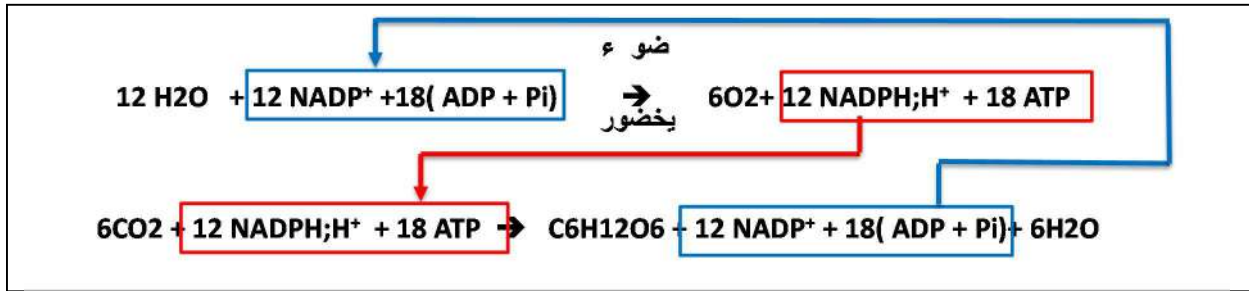 ضوء
12 H2O + 12 NADP⁺ +18( ADP + Pi) ➔ 6O2+ 12 NADPH;H⁺ + 18 ATP
يخضور
6CO2 + 12 NADPH;H⁺ + 18 ATP ➔ C6H12O6 + 12 NADP⁺ + 18( ADP + Pi)+ 6H2O